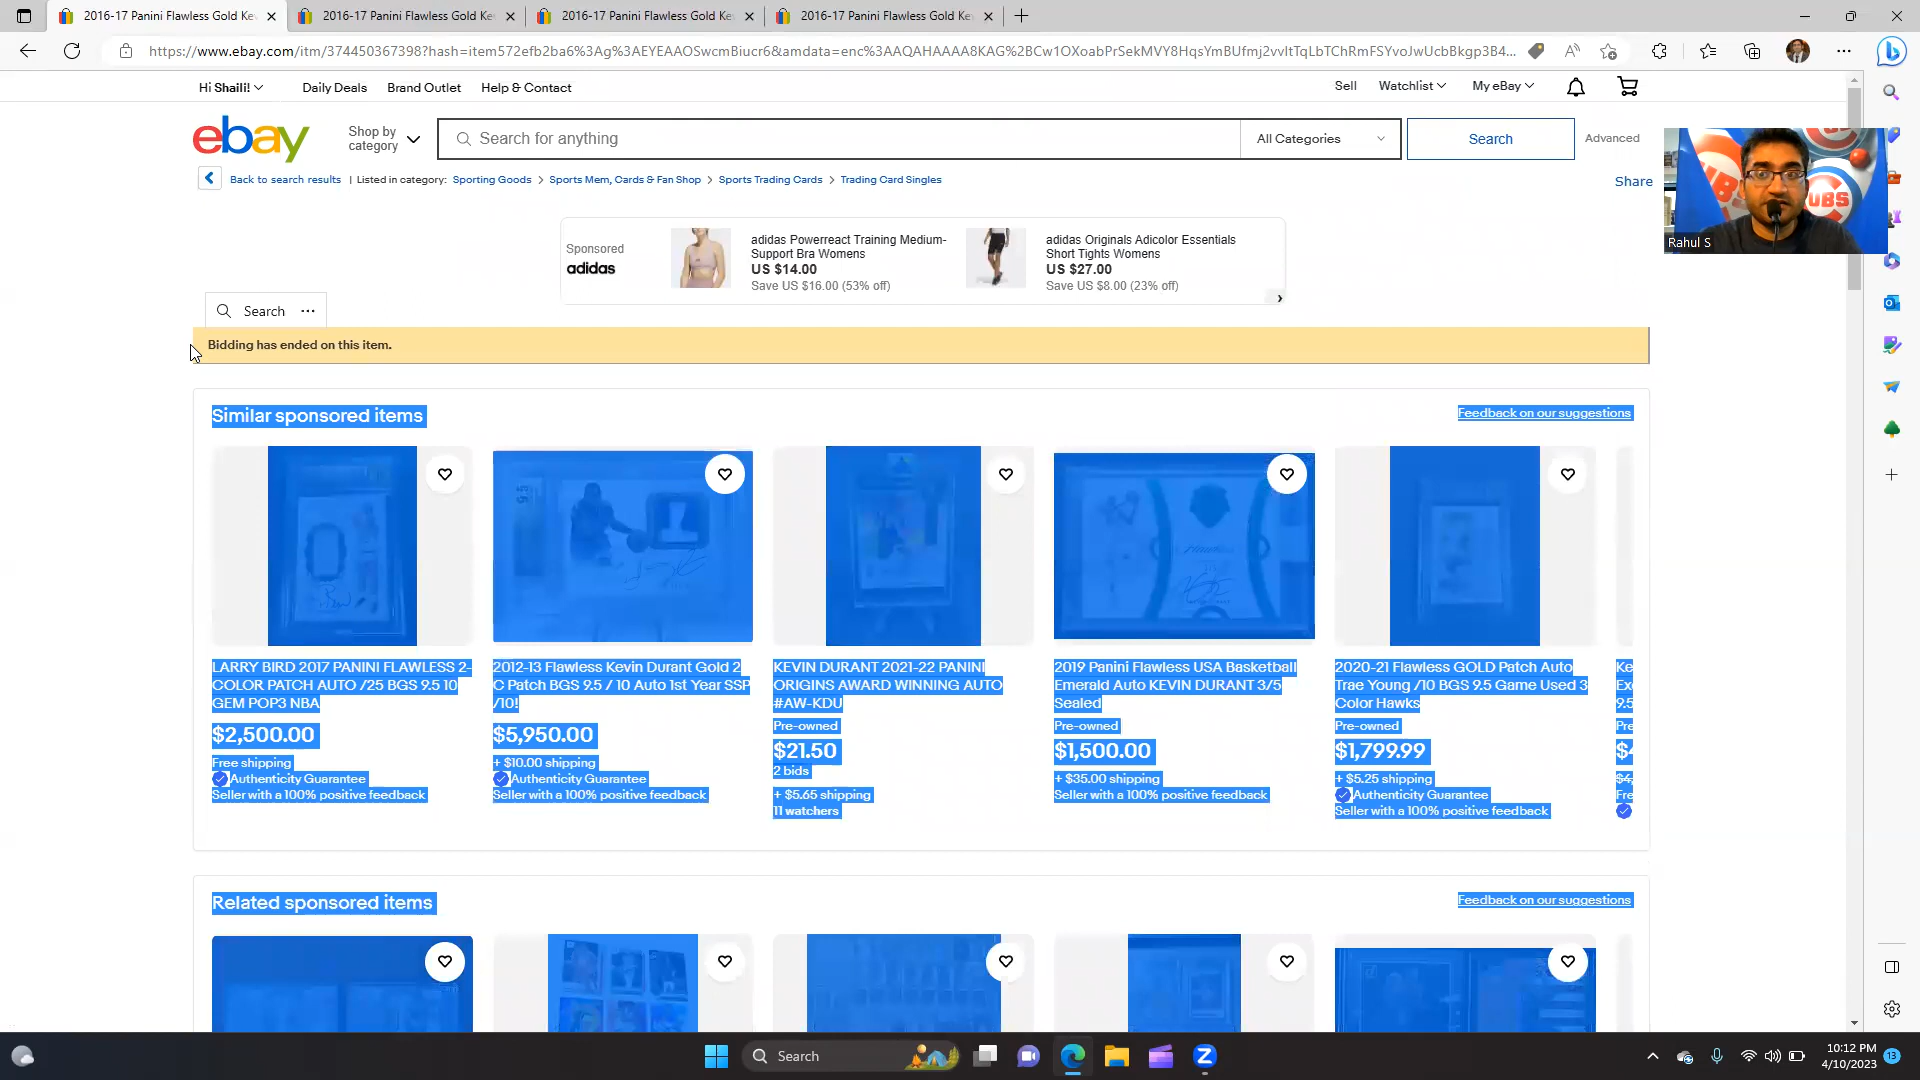 2016-17 Panini Flawless Gold Ke
2016-17 Panini Flawless Gold Ke
2016-17 Panini Flawless Gold Ke
2016-17 Panini Flawless Gold Ke
https://www.ebay.com/itm/374450367398?hash=item572efb2ba6%3Ag%3AEYEAAOSwcmBiucr6&amdata=enc%3AAQAHAAAA8KAG%2BCw1OXoabPrSekMVY8HqsYmBUfmj2vvltTqLbTChRmFSYvoJwUcbBkgp3B4...
Hi Shaili!
Daily Deals
Brand Outlet
Help & Contact
Sell
Watchlist
My eBay
ebay
Shop by category
Search for anything
All Categories
Search
Advanced
Back to search results
| Listed in category:
Sporting Goods > Sports Mem, Cards & Fan Shop > Sports Trading Cards > Trading Card Singles
Share
UBS
Rahul S
Sponsored
adidas
adidas Powerreact Training Medium-
Support Bra Womens
US $14.00
Save US $16.00 (53% off)
adidas Originals Adicolor Essentials
Short Tights Womens
US $27.00
Save US $8.00 (23% off)
Search
Bidding has ended on this item.
Similar sponsored items
Feedback on our suggestions
LARRY BIRD 2017 PANINI FLAWLESS 2-
COLOR PATCH AUTO /25 BGS 9.5 10
GEM POP3 NBA
$2,500.00
Free shipping
Authenticity Guarantee
Seller with a 100% positive feedback
2012-13 Flawless Kevin Durant Gold 2
C Patch BGS 9.5 / 10 Auto 1st Year SSP
/10!
$5,950.00
+ $10.00 shipping
Authenticity Guarantee
Seller with a 100% positive feedback
KEVIN DURANT 2021-22 PANINI
ORIGINS AWARD WINNING AUTO
#AW-KDU
Pre-owned
$21.50
2 bids
+ $5.65 shipping
11 watchers
2019 Panini Flawless USA Basketball
Emerald Auto KEVIN DURANT 3/5
Sealed
Pre-owned
$1,500.00
+ $35.00 shipping
Seller with a 100% positive feedback
2020-21 Flawless GOLD Patch Auto
Trae Young /10 BGS 9.5 Game Used 3
Color Hawks
Pre-owned
$1,799.99
+ $5.25 shipping
Authenticity Guarantee
Seller with a 100% positive feedback
Ke
Exq
9.5
Pre
Fre
Related sponsored items
Feedback on our suggestions
Search
10:12 PM
4/10/2023
13